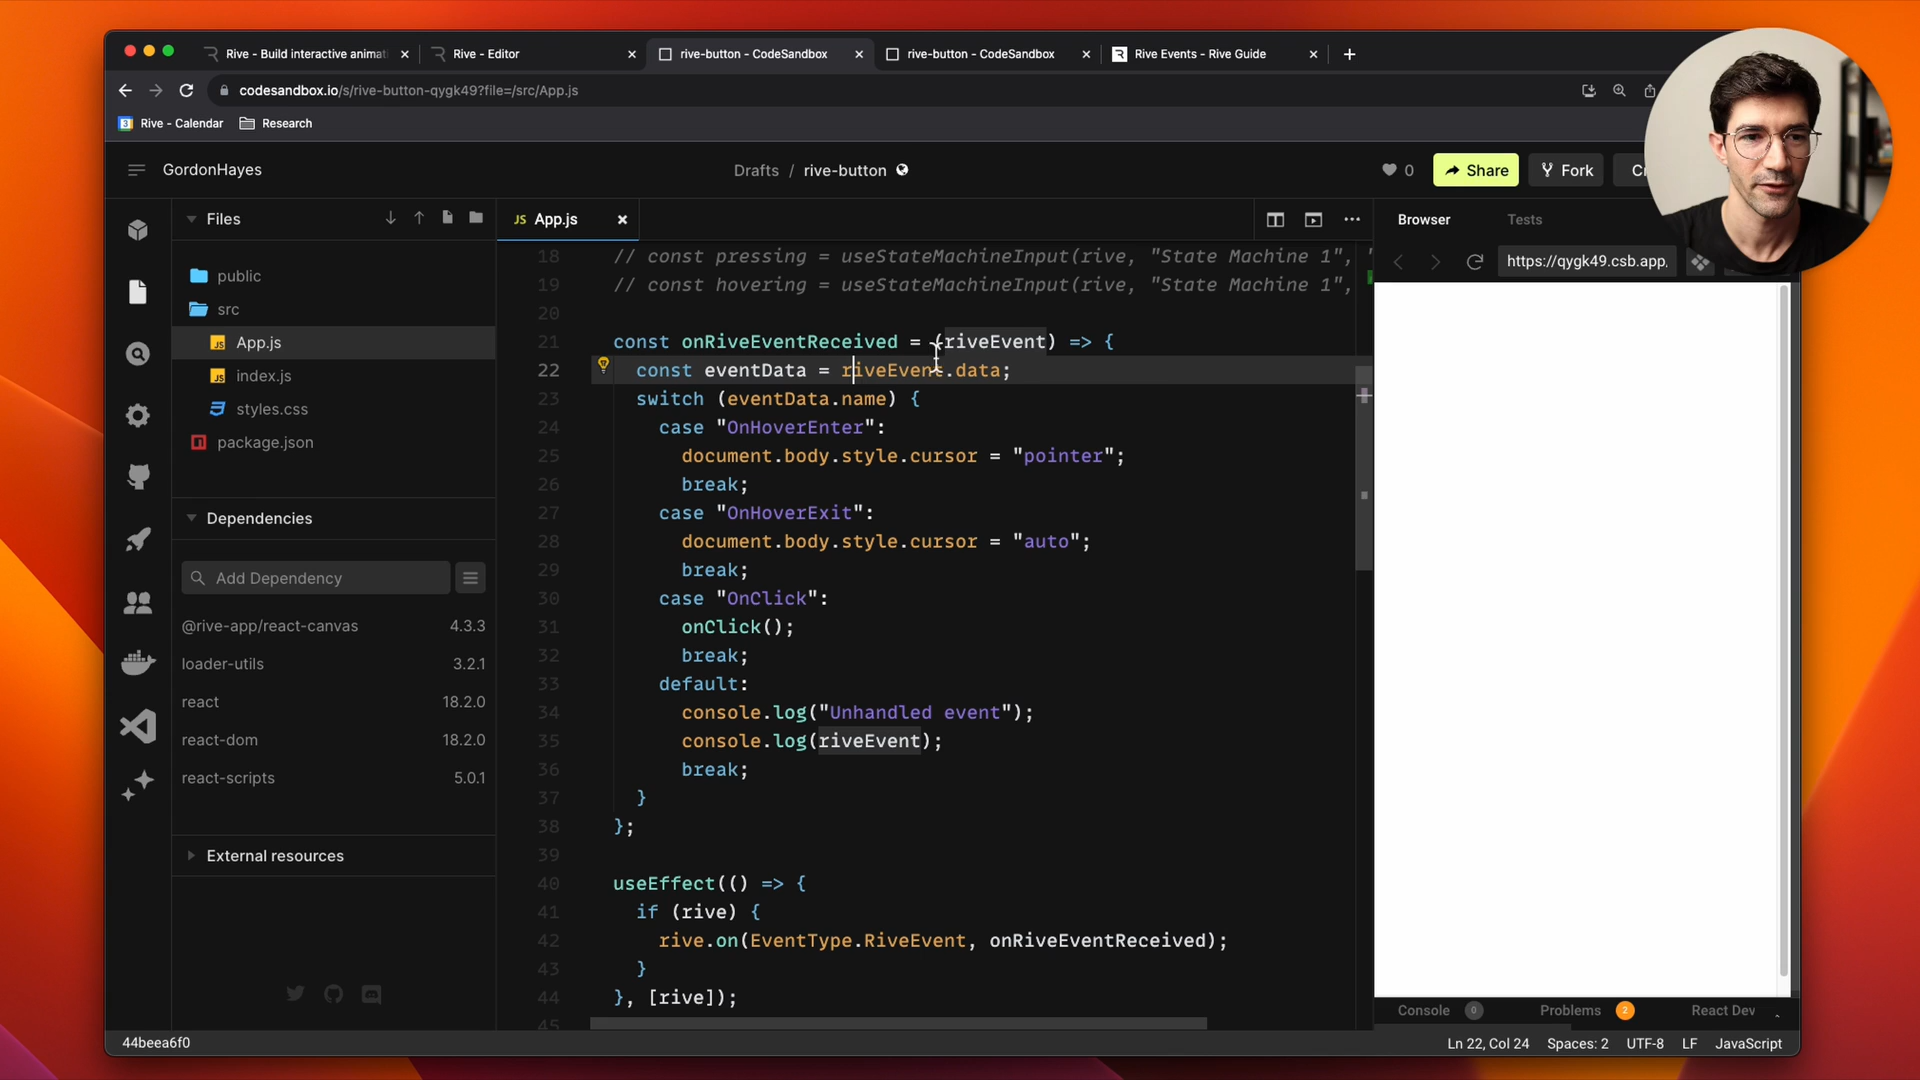 Rive - Build interactive animat
Rive - Editor
rive-button - CodeSandbox
rive-button - CodeSandbox
Rive Events - Rive Guide
codesandbox.io/s/rive-button-qygk49?file=/src/App.js
Rive - Calendar
Research
GordonHayes
Drafts / rive-button
0
Share
Fork
Files
JS App.js
Browser
Tests
https://qygk49.csb.app.
public
src
App.js
index.js
styles.css
package.json
Dependencies
Add Dependency
@rive-app/react-canvas 4.3.3
loader-utils 3.2.1
react 18.2.0
react-dom 18.2.0
react-scripts 5.0.1
External resources
18 // const pressing = useStateMachineInput(rive, "State Machine 1", "
19 // const hovering = useStateMachineInput(rive, "State Machine 1",
20
21 const onRiveEventReceived = (riveEvent) => {
22 const eventData = riveEvent.data;
23 switch (eventData.name) {
24 case "OnHoverEnter":
25 document.body.style.cursor = "pointer";
26 break;
27 case "OnHoverExit":
28 document.body.style.cursor = "auto";
29 break;
30 case "OnClick":
31 onClick();
32 break;
33 default:
34 console.log("Unhandled event");
35 console.log(riveEvent);
36 break;
37 }
38 };
39
40 useEffect(() => {
41 if (rive) {
42 rive.on(EventType.RiveEvent, onRiveEventReceived);
43 }
44 }, [rive]);
45
Console 0
Problems 2
React Dev
44beea6f0
Ln 22, Col 24
Spaces: 2
UTF-8
LF
JavaScript